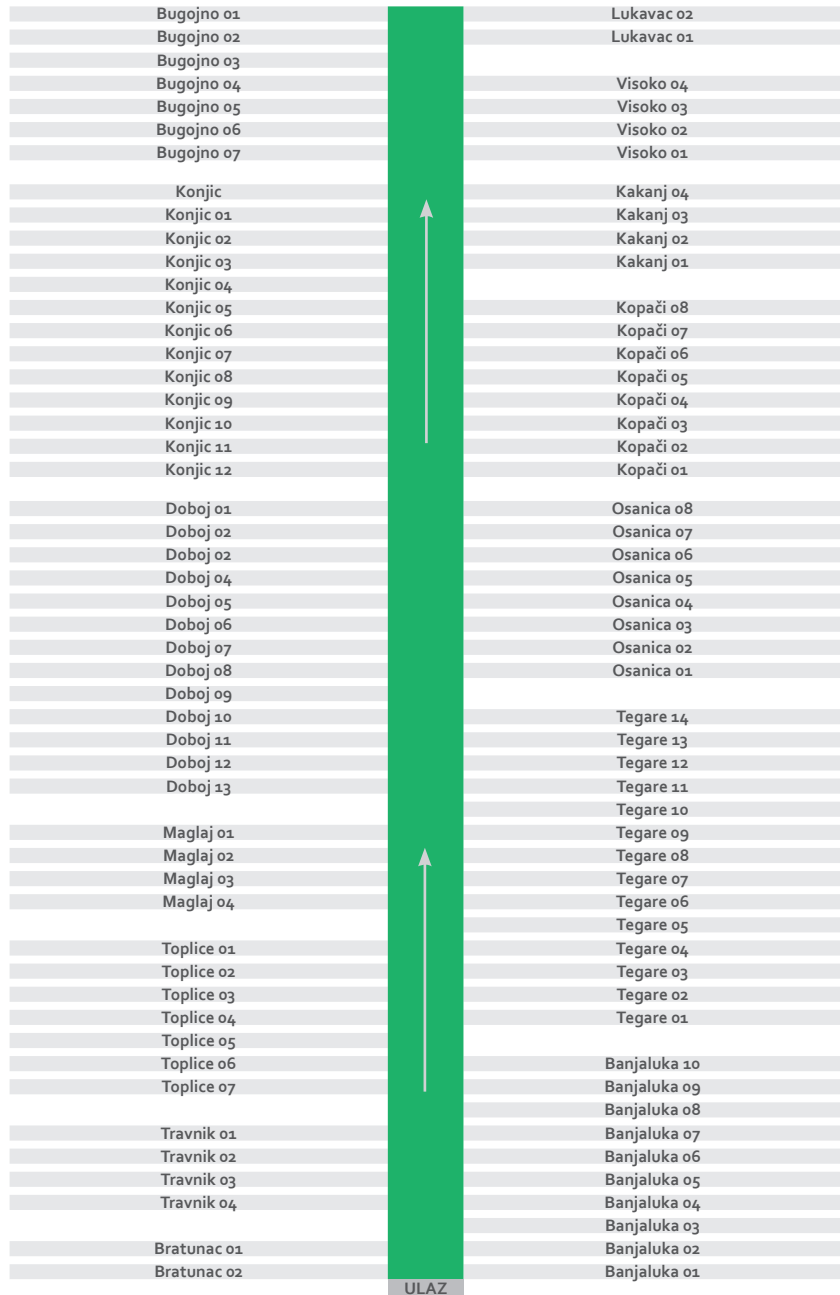 Bugojno 01
Bugojno 02
Bugojno 03
Bugojno 04
Bugojno 05
Bugojno 06
Bugojno 07
Konjic
Konjic 01
Konjic 02
Konjic 03
Konjic 04
Konjic 05
Konjic 06
Konjic 07
Konjic 08
Konjic 09
Konjic 10
Konjic 11
Konjic 12
Doboj 01
Doboj 02
Doboj 02
Doboj 04
Doboj 05
Doboj 06
Doboj 07
Doboj 08
Doboj 09
Doboj 10
Doboj 11
Doboj 12
Doboj 13
Maglaj 01
Maglaj 02
Maglaj 03
Maglaj 04
Toplice 01
Toplice 02
Toplice 03
Toplice 04
Toplice 05
Toplice 06
Toplice 07
Travnik 01
Travnik 02
Travnik 03
Travnik 04
Bratunac 01
Bratunac 02
ULAZ
Lukavac 02
Lukavac 01
Visoko 04
Visoko 03
Visoko 02
Visoko 01
Kakanj 04
Kakanj 03
Kakanj 02
Kakanj 01
Kopači 08
Kopači 07
Kopači 06
Kopači 05
Kopači 04
Kopači 03
Kopači 02
Kopači 01
Osanica 08
Osanica 07
Osanica 06
Osanica 05
Osanica 04
Osanica 03
Osanica 02
Osanica 01
Tegare 14
Tegare 13
Tegare 12
Tegare 11
Tegare 10
Tegare 09
Tegare 08
Tegare 07
Tegare 06
Tegare 05
Tegare 04
Tegare 03
Tegare 02
Tegare 01
Banjaluka 10
Banjaluka 09
Banjaluka 08
Banjaluka 07
Banjaluka 06
Banjaluka 05
Banjaluka 04
Banjaluka 03
Banjaluka 02
Banjaluka 01